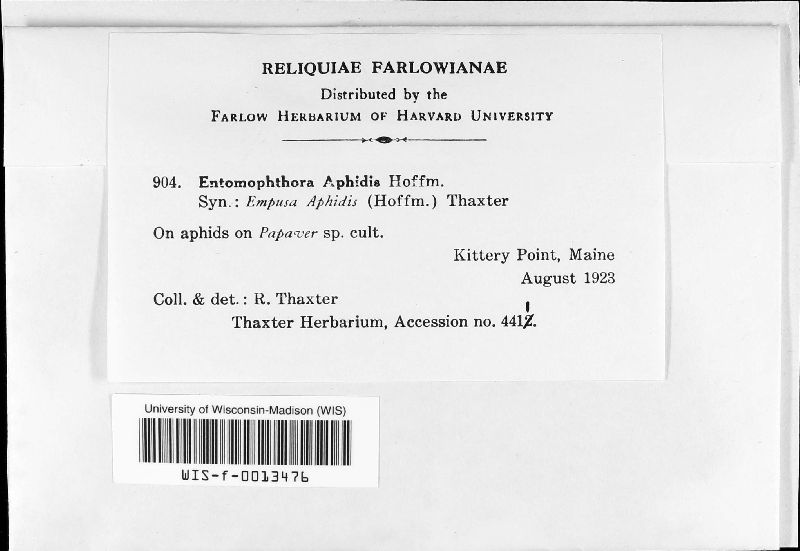 RELIQUIAE FARLOWIANAE
Distributed by the
FARLOW HERBARIUM OF HARVARD UNIVERSITY
904. Entomophthora Aphidis Hoffm.
Syn.: Empusa Aphidis (Hoffm.) Thaxter
On aphids on Papaver sp. cult.
Kittery Point, Maine
August 1923
Coll. & det.: R. Thaxter
Thaxter Herbarium, Accession no. 4411.
University of Wisconsin-Madison (WIS)
WIS-f-0013476